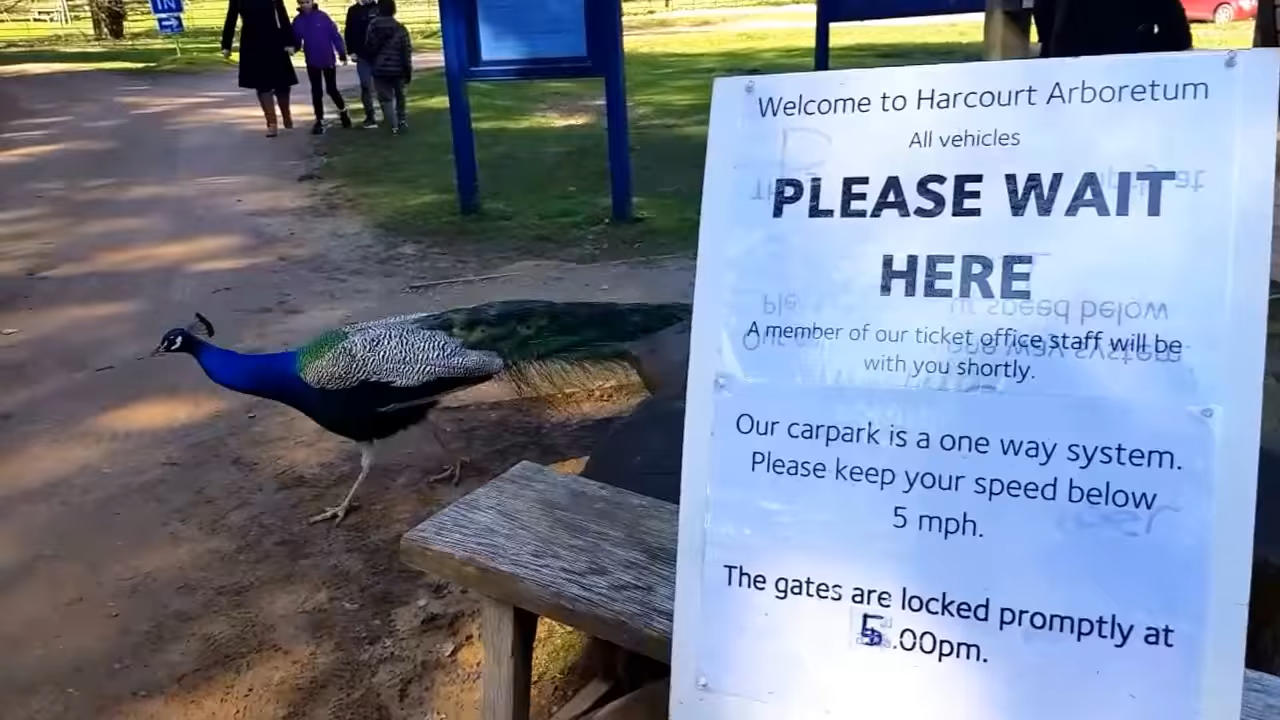 IN
Welcome to Harcourt Arboretum
All vehicles
PLEASE WAIT
HERE
A member of our ticket office staff will be
with you shortly.
Our carpark is a one way system.
Please keep your speed below
5 mph.
The gates are locked promptly at
5.00pm.